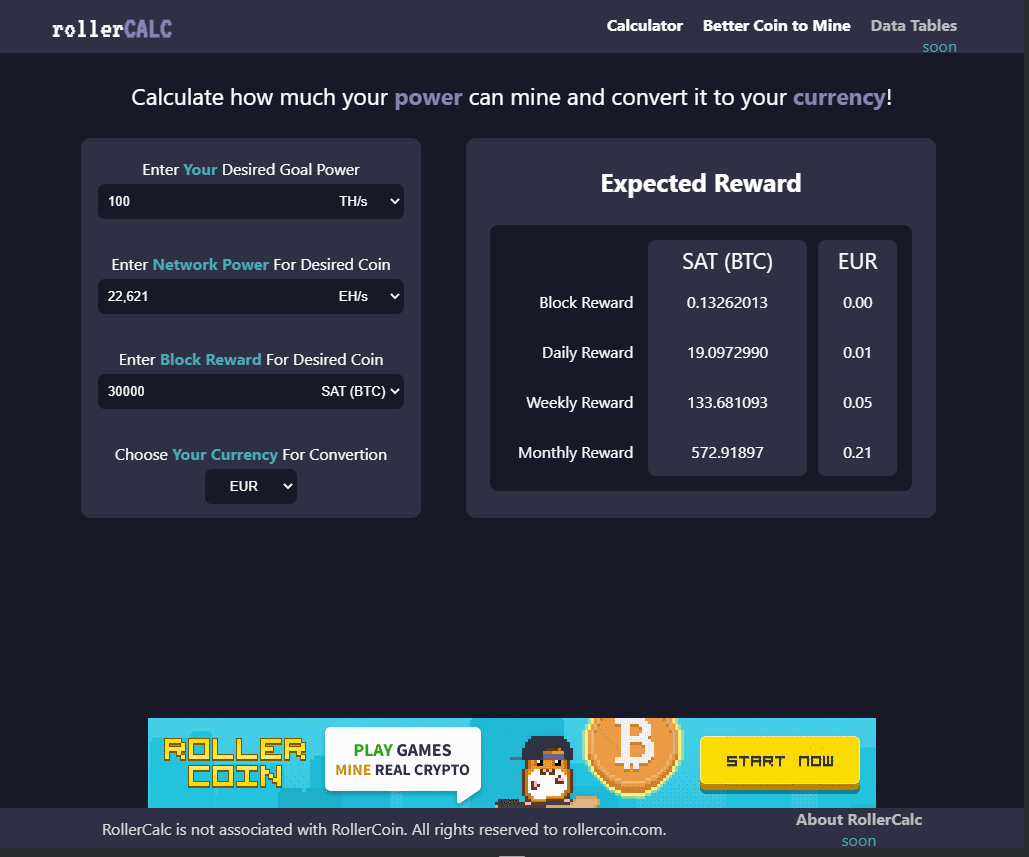 rollerCALC
Calculator Better Coin to Mine Data Tables
soon
Calculate how much your power can mine and convert it to your currency!
Enter Your Desired Goal Power
100 TH/s
Enter Network Power For Desired Coin
22,621 EH/s
Enter Block Reward For Desired Coin
30000 SAT (BTC)
Choose Your Currency For Convertion
EUR
Expected Reward
SAT (BTC) EUR
Block Reward 0.13262013 0.00
Daily Reward 19.0972990 0.01
Weekly Reward 133.681093 0.05
Monthly Reward 572.91897 0.21
ROLLER
COIN
PLAY GAMES
MINE REAL CRYPTO
START NOW
RollerCalc is not associated with RollerCoin. All rights reserved to rollercoin.com.
About RollerCalc
soon